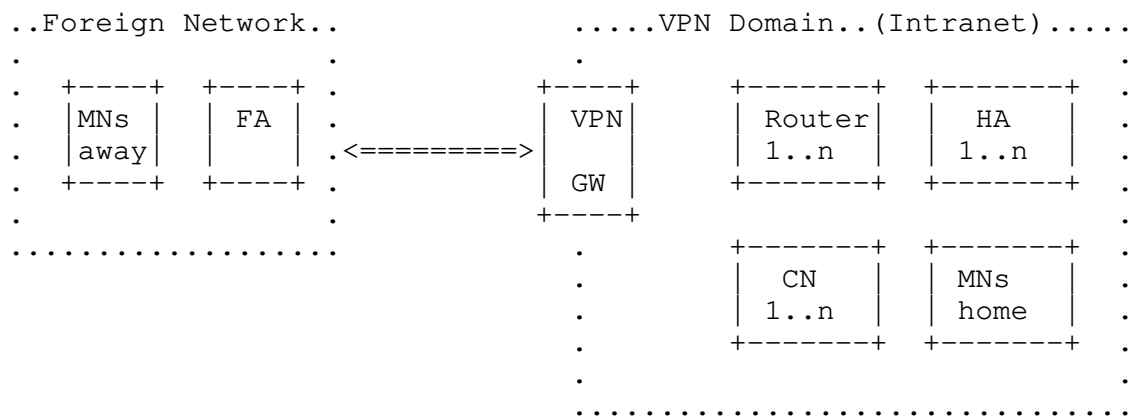 ..Foreign Network.. .....VPN Domain..(Intranet).....
MNs FA VPN Router HA
away <=========> 1..n 1..n
GW
CN MNs
1..n home